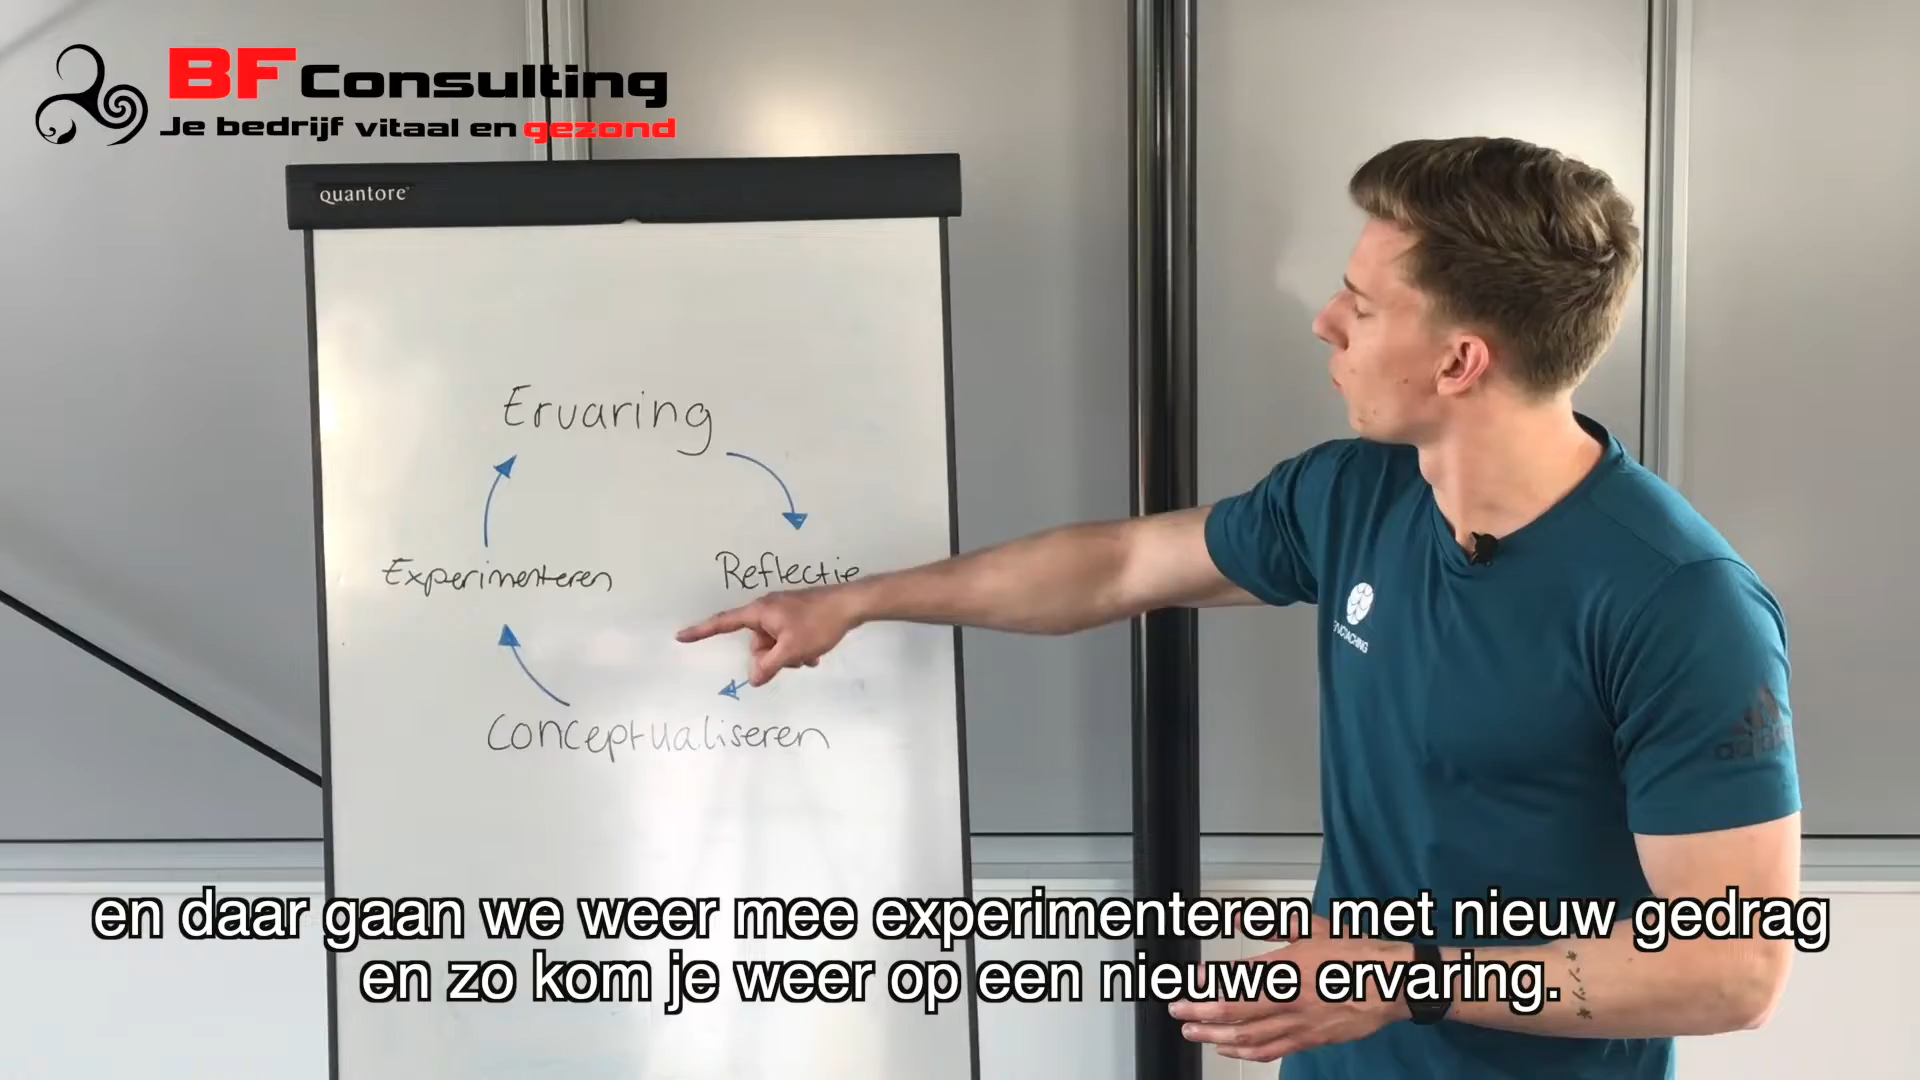 BF Consulting
Je bedrijf vitaal en gezond
quantore
Ervaring
Experimenteren
Reflectie
Conceptualiseren
adidas
en daar gaan we weer mee experimenteren met nieuw gedrag
en zo kom je weer op een nieuwe ervaring.